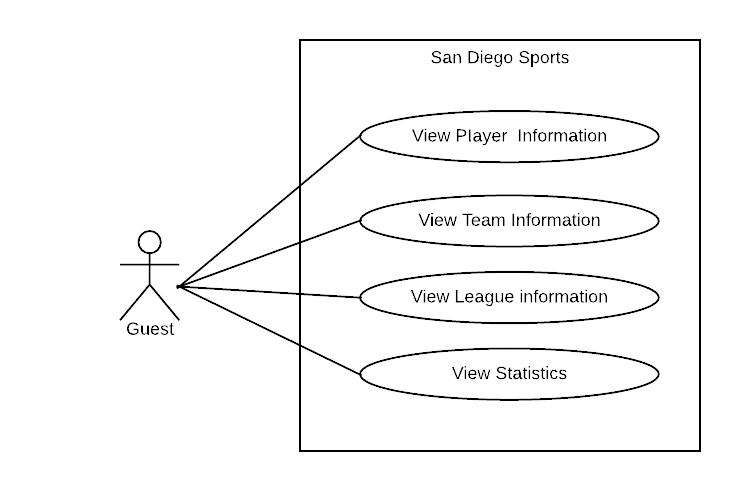 San Diego Sports
View Player  Information
View Team Information
View League information
View Statistics
Guest